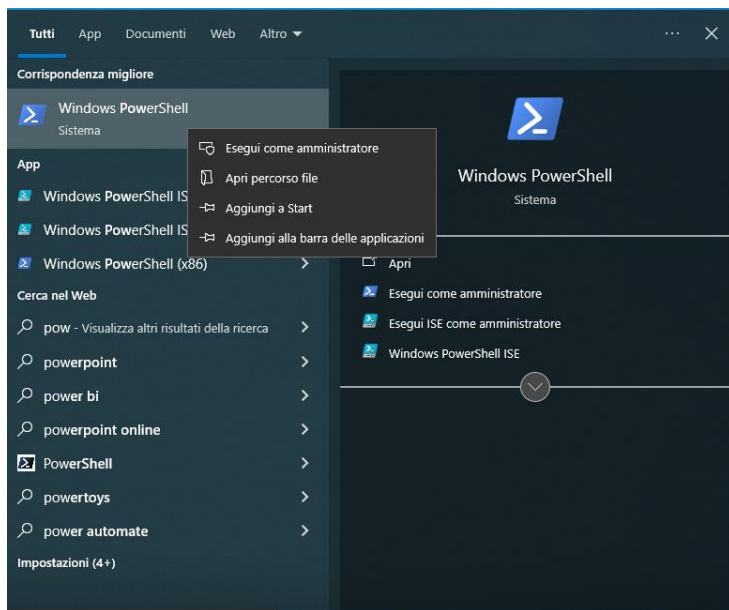 Tutti App Documenti Web Altro
Corrispondenza migliore
Windows PowerShell
Sistema
App
Windows PowerShell IS
Windows PowerShell IS
Windows PowerShell (x86)
Cerca nel Web
pow - Visualizza altri risultati della ricerca
powerpoint
power bi
powerpoint online
PowerShell
powertoys
power automate
Impostazioni (4+)
Esegui come amministratore
Apri percorso file
Aggiungi a Start
Aggiungi alla barra delle applicazioni
Windows PowerShell
Sistema
Apri
Esegui come amministratore
Esegui ISE come amministratore
Windows PowerShell ISE